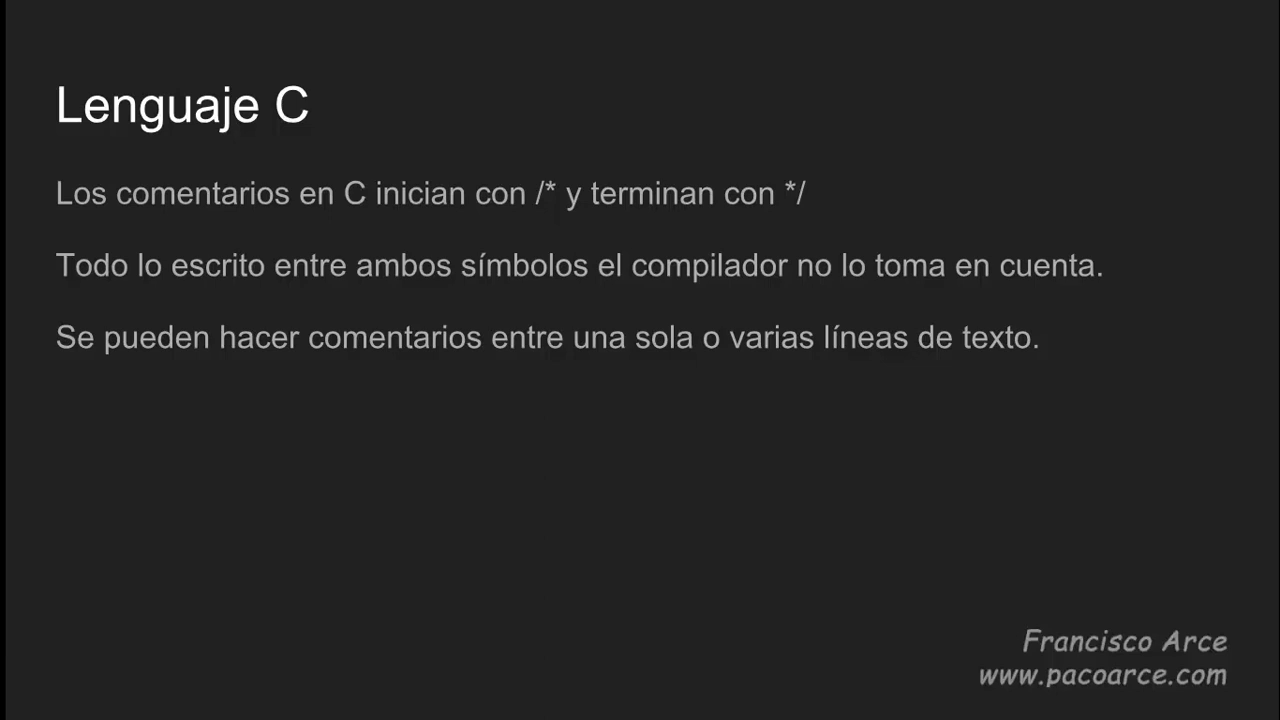 Lenguaje C
Los comentarios en C inician con /* y terminan con */
Todo lo escrito entre ambos símbolos el compilador no lo toma en cuenta.
Se pueden hacer comentarios entre una sola o varias líneas de texto.
Francisco Arce
www.pacoarce.com